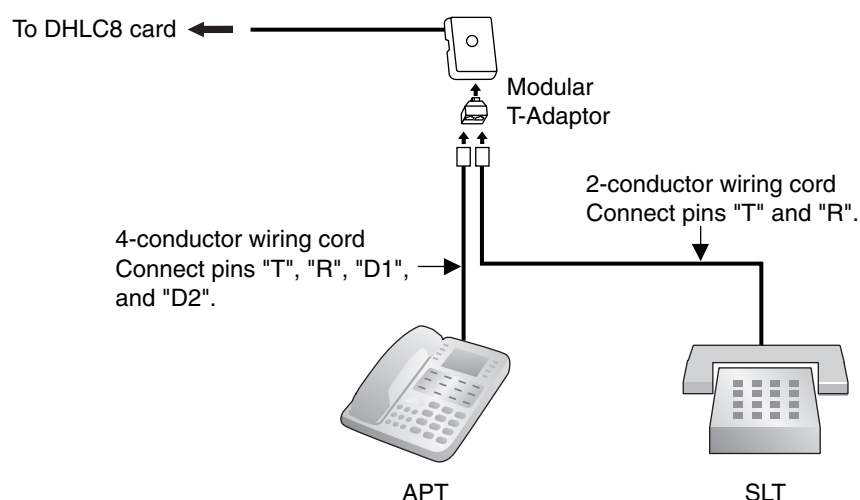 To DHLC8 card
Modular
T-Adaptor
2-conductor wiring cord
Connect pins "T" and "R".
4-conductor wiring cord
Connect pins "T", "R", "D1",
and "D2".
APT
SLT